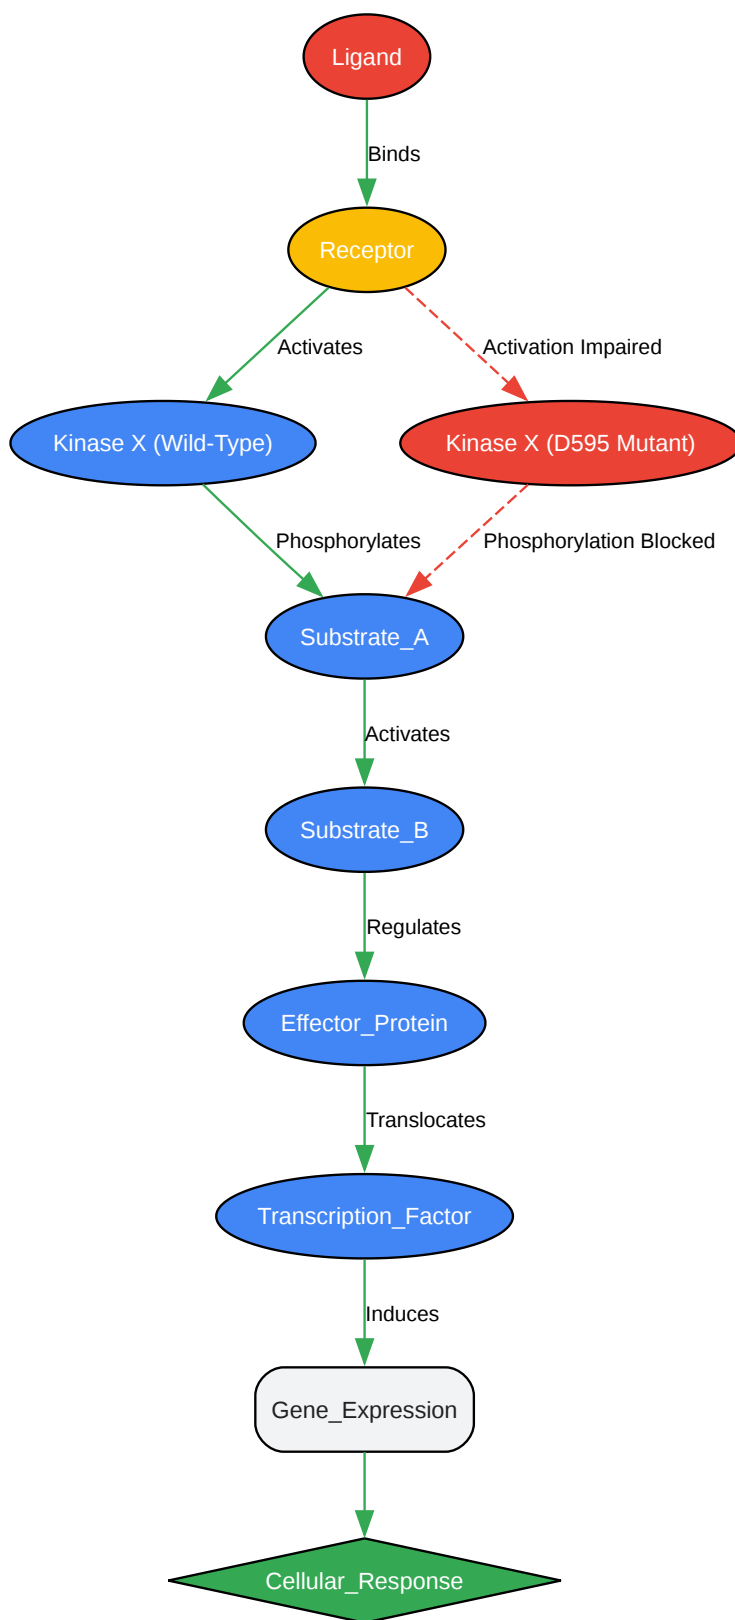 Ligand
Binds
Receptor
Activates
Activation Impaired
Kinase X (Wild-Type)
Kinase X (D595 Mutant)
Phosphorylates
Phosphorylation Blocked
Substrate_A
Activates
Substrate_B
Regulates
Effector_Protein
Translocates
Transcription_Factor
Induces
Gene_Expression
Cellular_Response